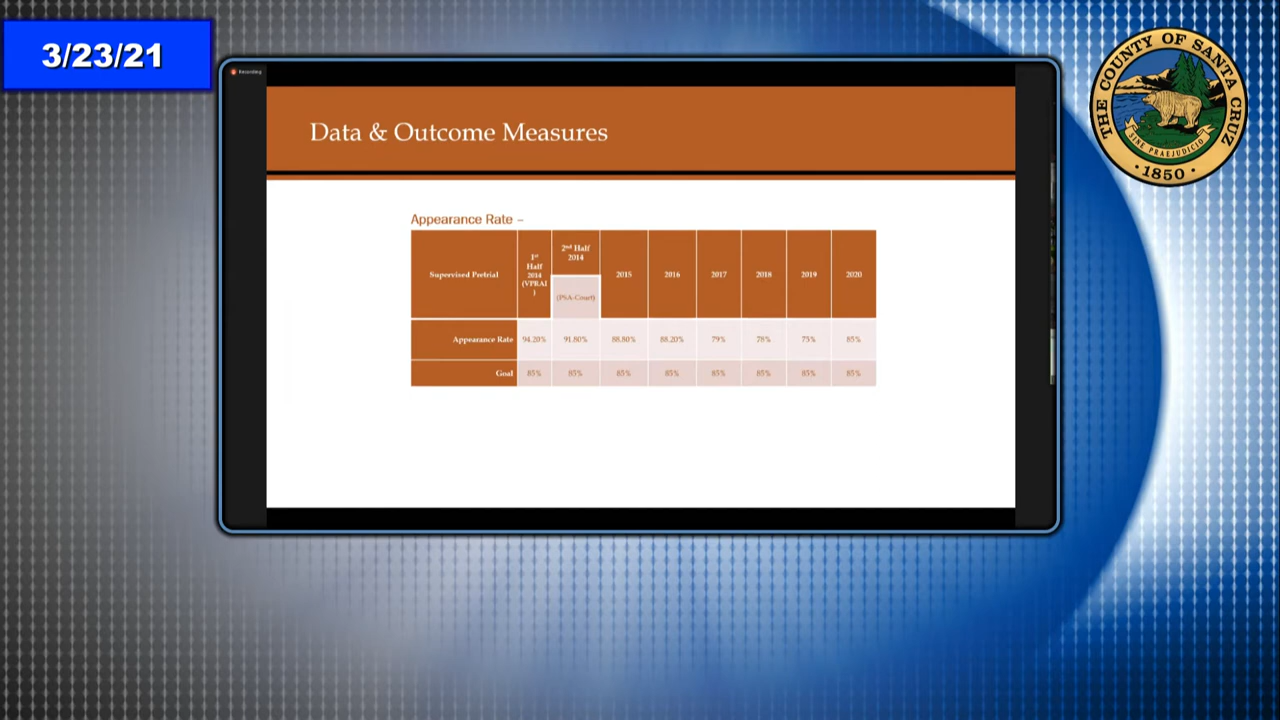 3/23/21
Recording
THE COUNTY OF SANTA CRUZ
SINE PRAEJUDICIO
• 1850 •
Data & Outcome Measures
Appearance Rate –
Supervised Pretrial
1st
Half
2014
(VPRAI
)
2nd Half
2014
(PSA-Court)
2015
2016
2017
2018
2019
2020
Appearance Rate
94.20%
91.80%
88.80%
88.20%
79%
78%
75%
85%
Goal
85%
85%
85%
85%
85%
85%
85%
85%